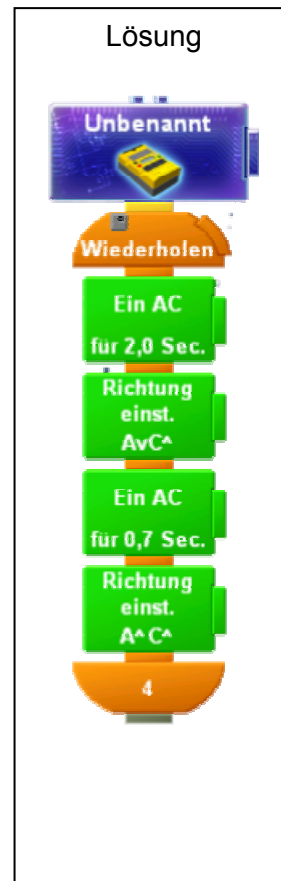 Lösung
Unbenannt
Wiederholen
Ein AC
für 2,0 Sec.
Richtung
einst.
AvC^
Ein AC
für 0,7 Sec.
Richtung
einst.
A^ C^
4